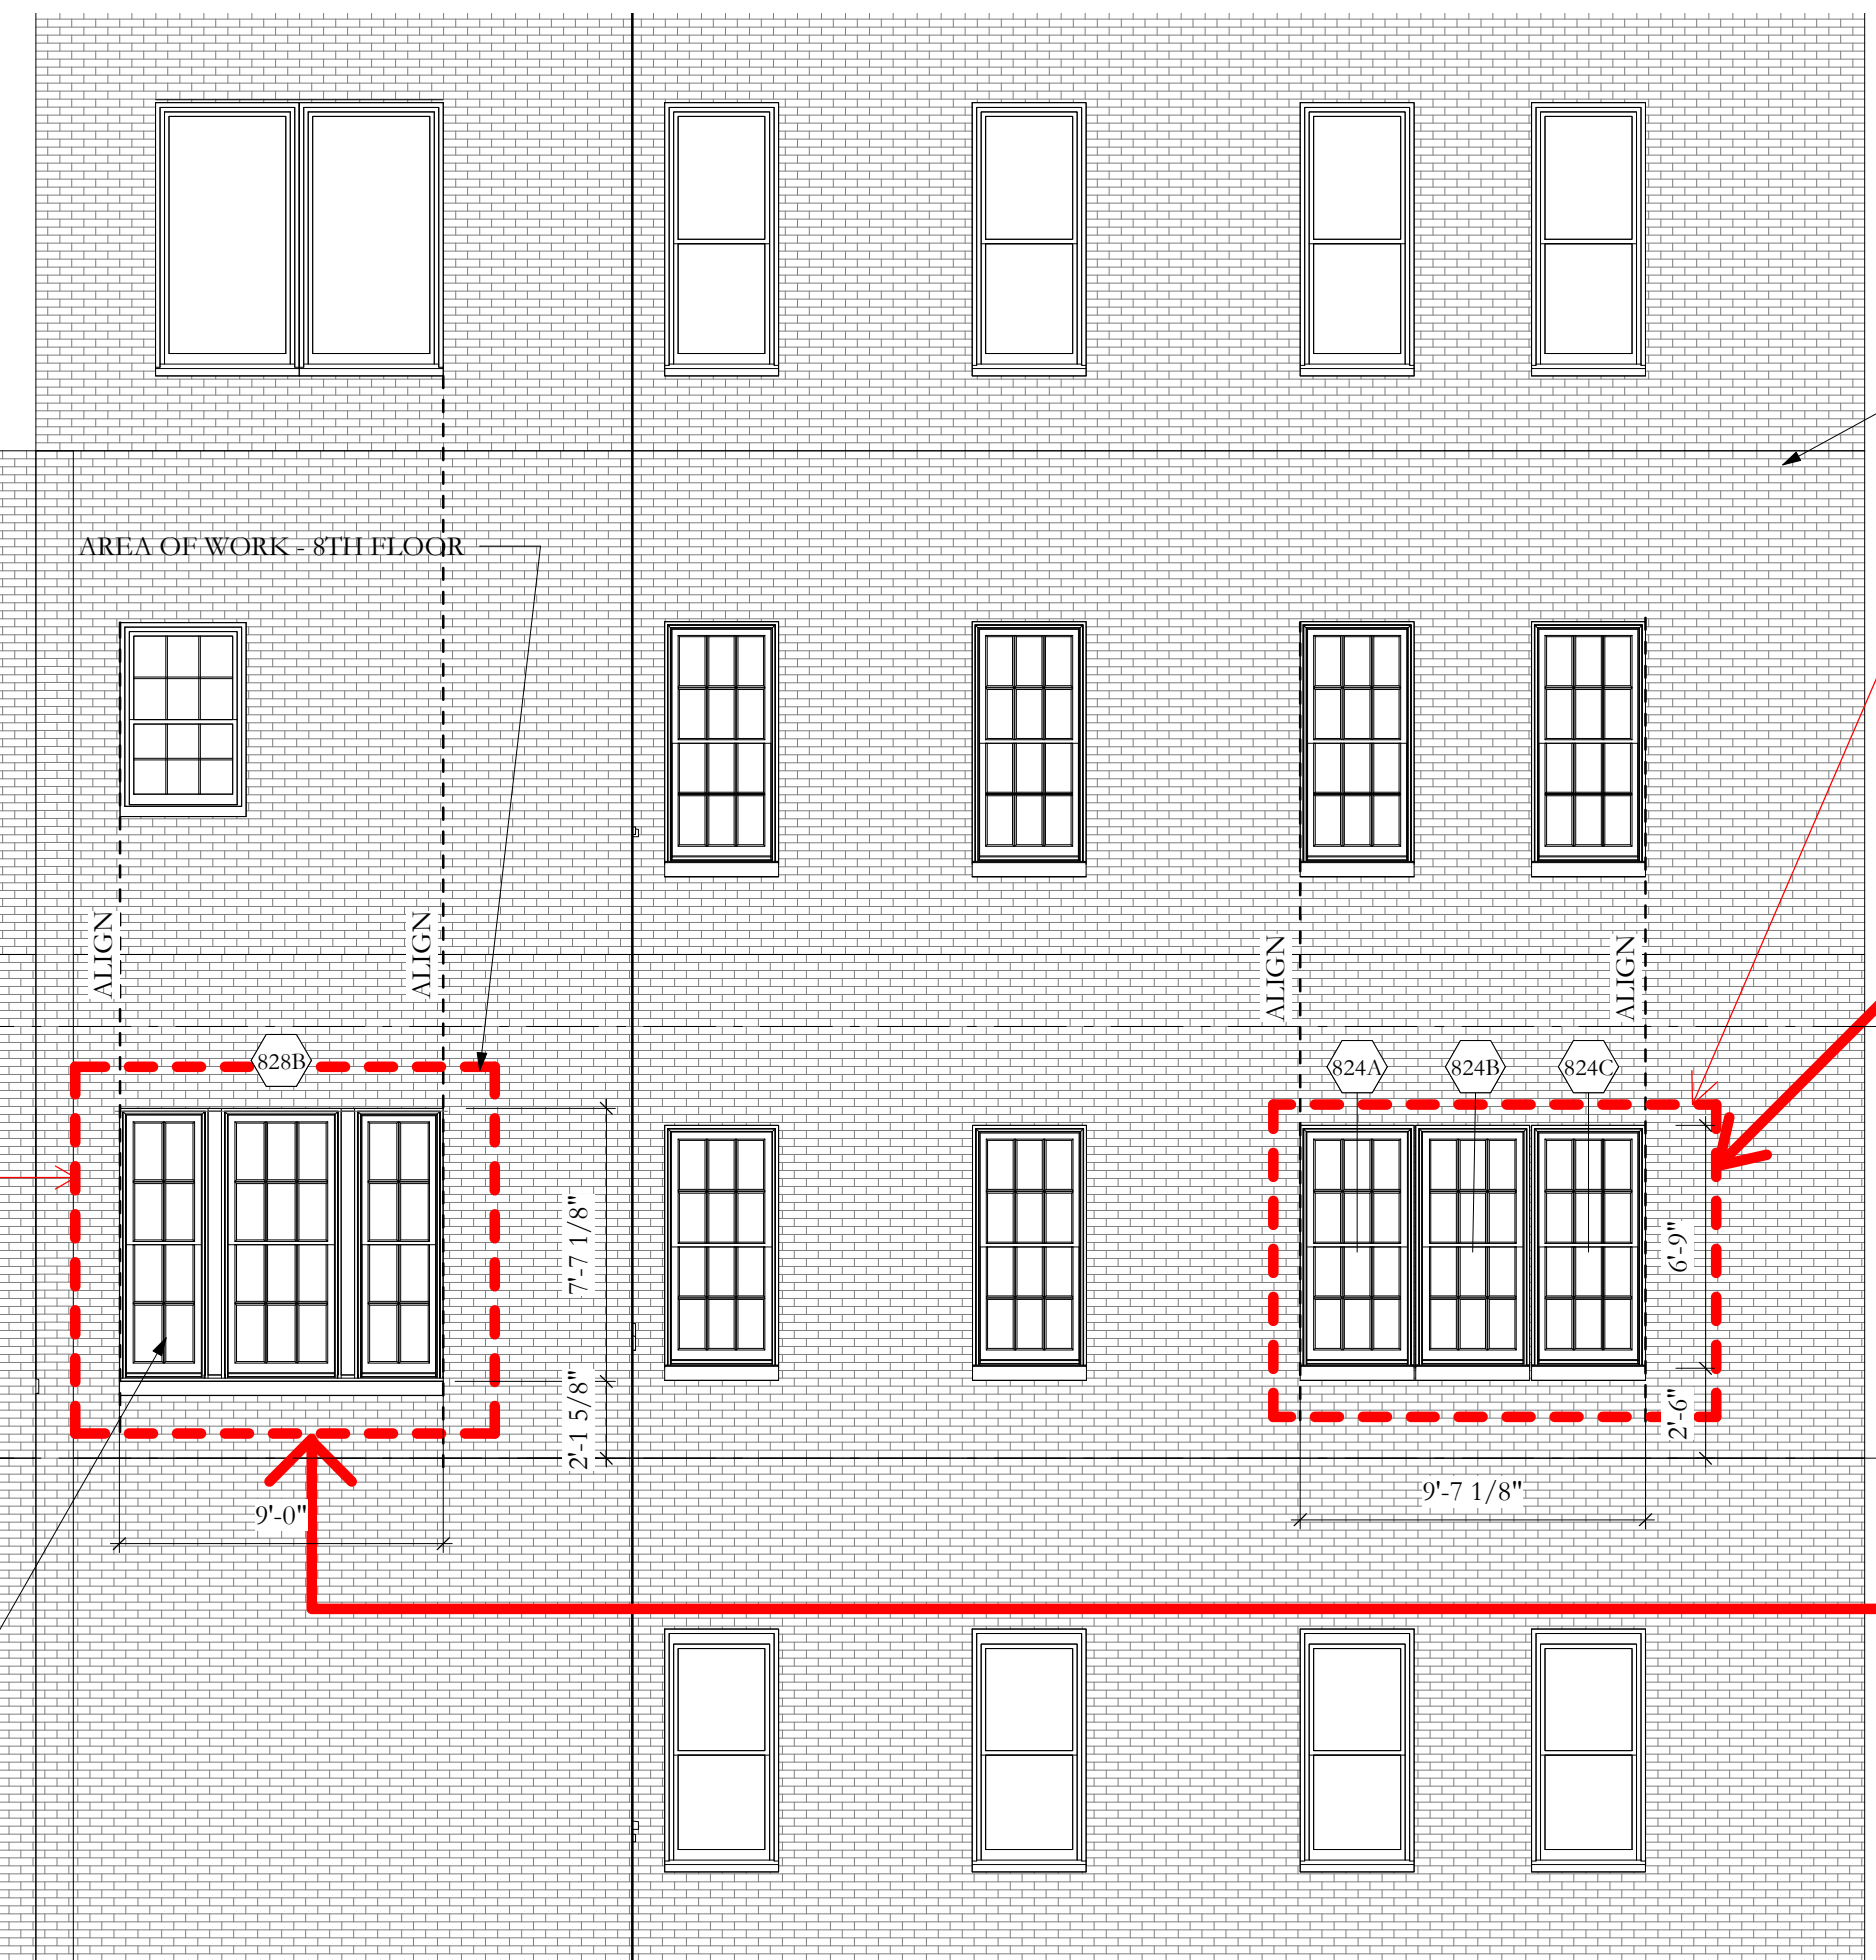 AREA OF WORK - 8TH FLOOR
ALIGN
ALIGN
ALIGN
ALIGN
828B
824A
824B
824C
7'-7 1/8"
6'-9"
2'-1 5/8"
2'-6"
9'-0"
9'-7 1/8"